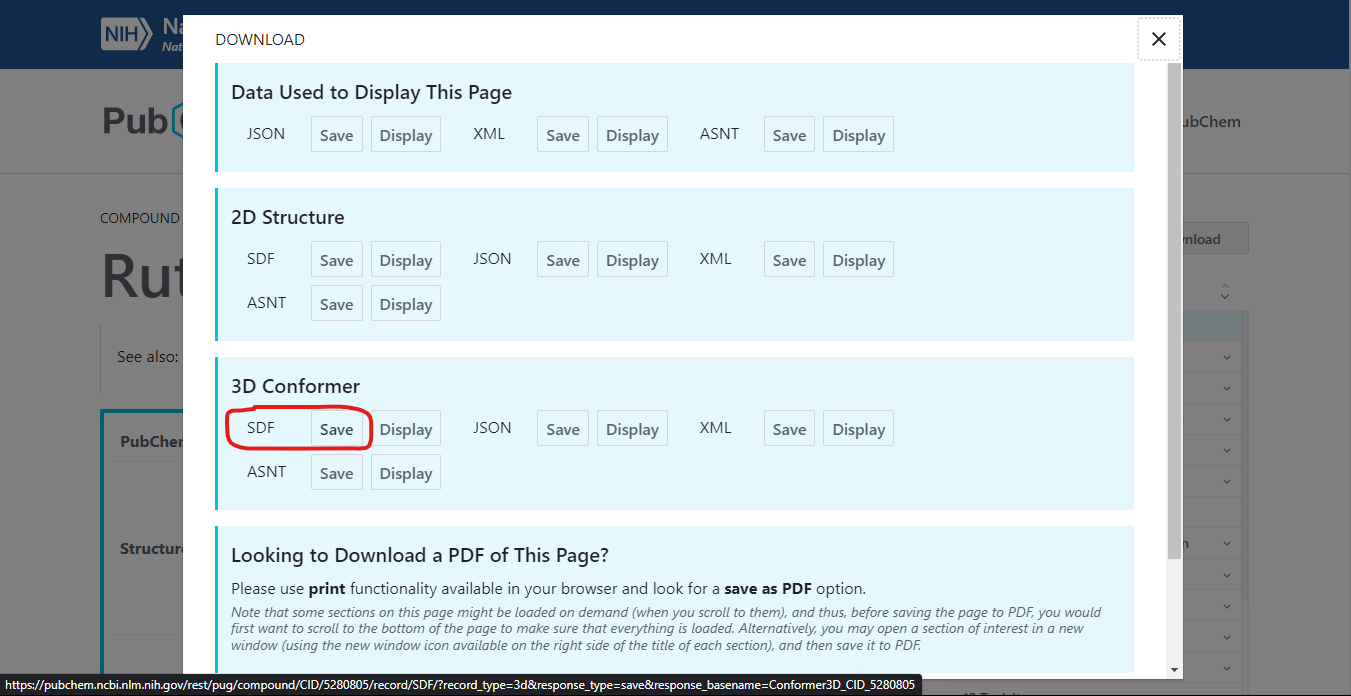 NIH
Na
Nat
DOWNLOAD
Data Used to Display This Page
JSON Save Display XML Save Display ASNT Save Display
2D Structure
SDF Save Display JSON Save Display XML Save Display
ASNT Save Display
3D Conformer
SDF Save Display JSON Save Display XML Save Display
ASNT Save Display
Looking to Download a PDF of This Page?
Please use print functionality available in your browser and look for a save as PDF option.
Note that some sections on this page might be loaded on demand (when you scroll to them), and thus, before saving the page to PDF, you would
first want to scroll to the bottom of the page to make sure that everything is loaded. Alternatively, you may open a section of interest in a new
window (using the new window icon available on the right side of the title of each section), and then save it to PDF.
Pub
ubChem
COMPOUND
nload
Rut
See also:
PubChem
Structure
https://pubchem.ncbi.nlm.nih.gov/rest/pug/compound/CID/5280805/record/SDF/?record_type=3d&response_type=save&response_basename=Conformer3D_CID_5280805